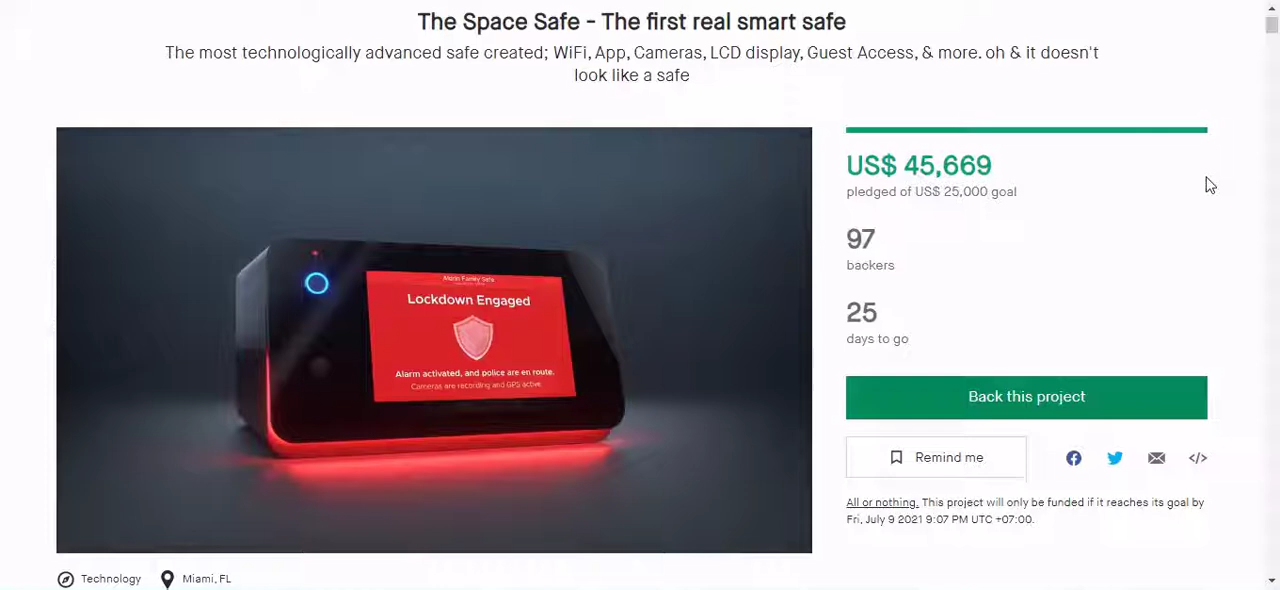 The Space Safe - The first real smart safe
The most technologically advanced safe created; WiFi, App, Cameras, LCD display, Guest Access, & more. oh & it doesn't
look like a safe
US$ 45,669
pledged of US$ 25,000 goal
97
backers
25
days to go
Back this project
Remind me
All or nothing. This project will only be funded if it reaches its goal by
Fri, July 9 2021 9:07 PM UTC +07:00.
Lockdown Engaged
Alarm activated, and police are en route.
Cameras are recording and GPS active.
Technology
Miami, FL